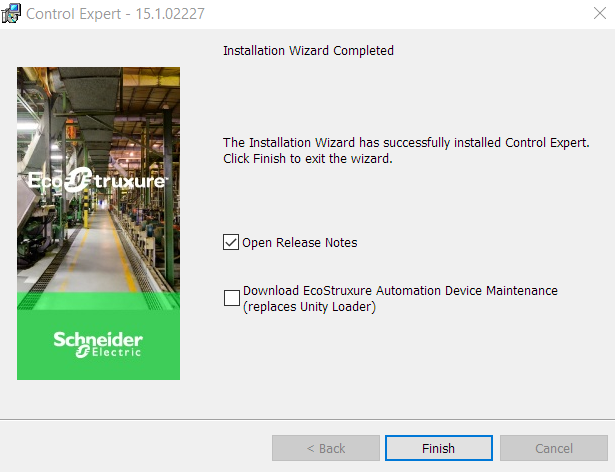 Control Expert - 15.1.02227
Installation Wizard Completed
The Installation Wizard has successfully installed Control Expert.
Click Finish to exit the wizard.
EcoStruxure
Open Release Notes
Download EcoStruxure Automation Device Maintenance
(replaces Unity Loader)
Schneider
Electric
< Back
Finish
Cancel